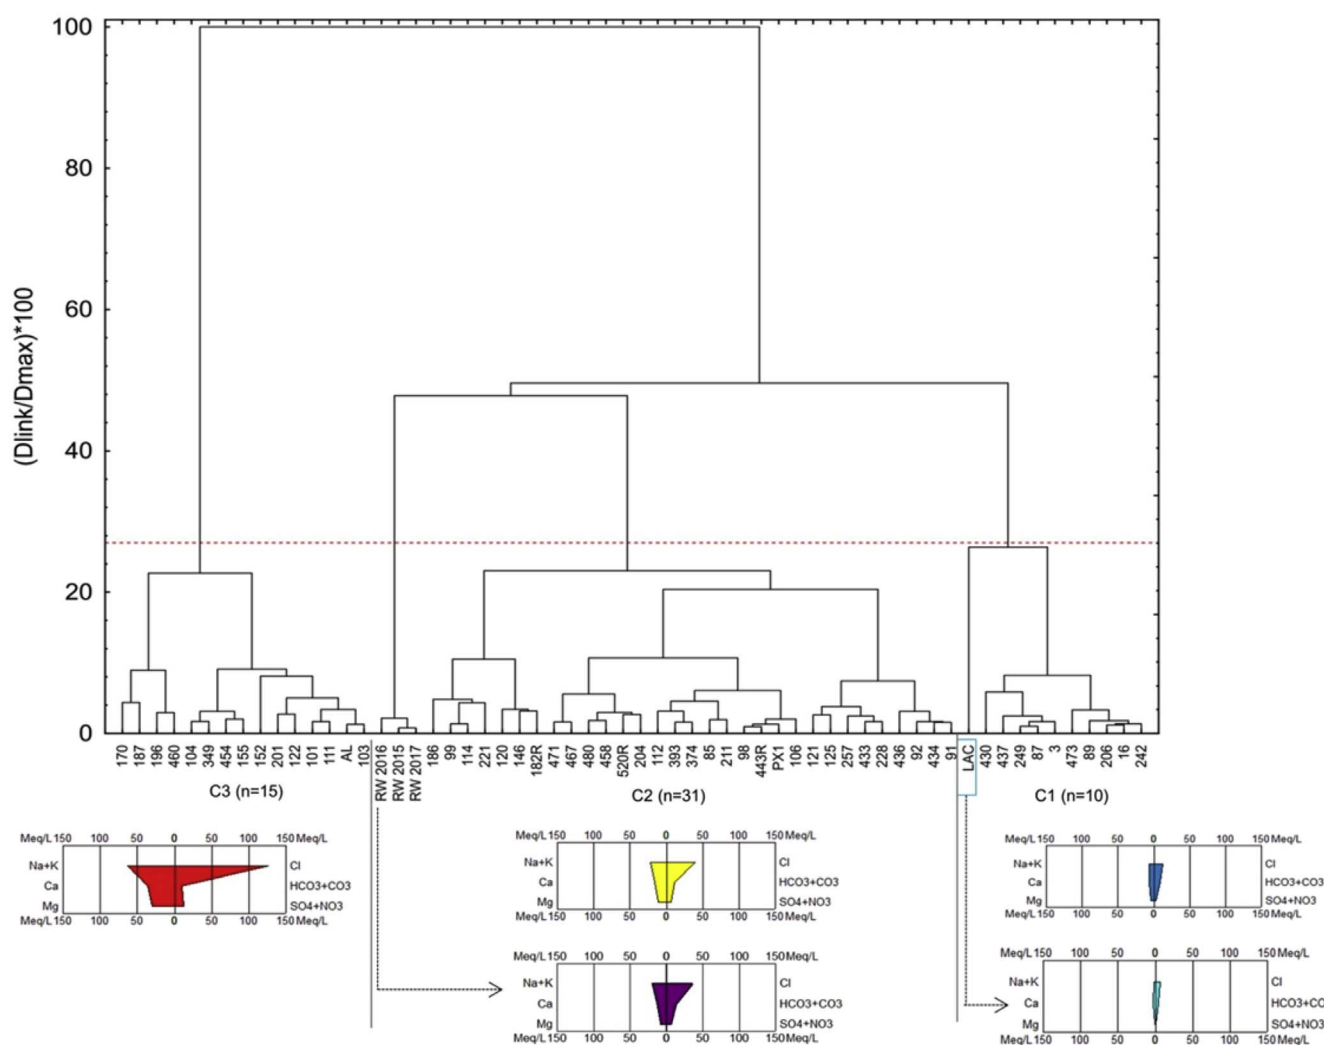 (Dlink/Dmax)*100
100
80
60
40
20
0
170 187 196 460 104 349 454 155 152 201 122 101 111 AL 103 RW 2016 RW 2015 RW 2017 186 99 114 221 120 146 182R 471 467 480 458 520R 204 112 393 374 85 211 98 443R PX1 106 121 125 257 433 228 436 92 434 91 LAC 430 437 249 87 3 473 89 206 16 242
C3 (n=15) C2 (n=31) C1 (n=10)
Meq/L 150 100 50 0 50 100 150 Meq/L
Na+K Cl
Ca HCO3+CO3
Mg SO4+NO3
Meq/L 150 100 50 0 50 100 150 Meq/L
Meq/L 150 100 50 0 50 100 150 Meq/L
Na+K Cl
Ca HCO3+CO3
Mg SO4+NO3
Meq/L 150 100 50 0 50 100 150 Meq/L
Meq/L 150 100 50 0 50 100 150 Meq/L
Na+K Cl
Ca HCO3+CO3
Mg SO4+NO3
Meq/L 150 100 50 0 50 100 150 Meq/L
Meq/L 150 100 50 0 50 100 150 Meq/L
Na+K Cl
Ca HCO3+CO3
Mg SO4+NO3
Meq/L 150 100 50 0 50 100 150 Meq/L
Meq/L 150 100 50 0 50 100 150 Meq/L
Na+K Cl
Ca HCO3+CO
Mg SO4+NO3
Meq/L 150 100 50 0 50 100 150 Meq/L